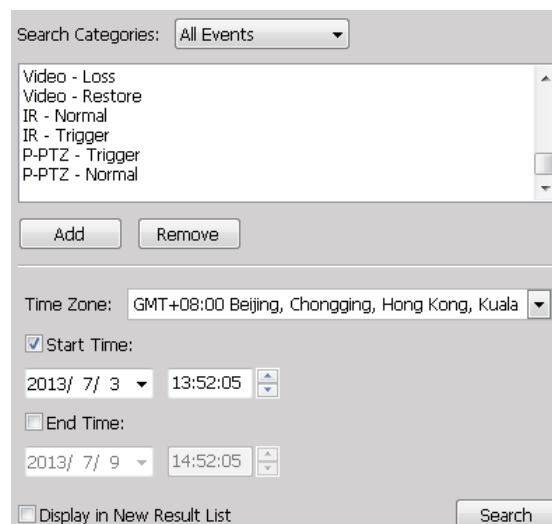 Search Categories: All Events
Video - Loss
Video - Restore
IR - Normal
IR - Trigger
P-PTZ - Trigger
P-PTZ - Normal
Add Remove
Time Zone: GMT+08:00 Beijing, Chongging, Hong Kong, Kuala
Start Time:
2013/ 7/ 3 13:52:05
End Time:
2013/ 7/ 9 14:52:05
Display in New Result List Search